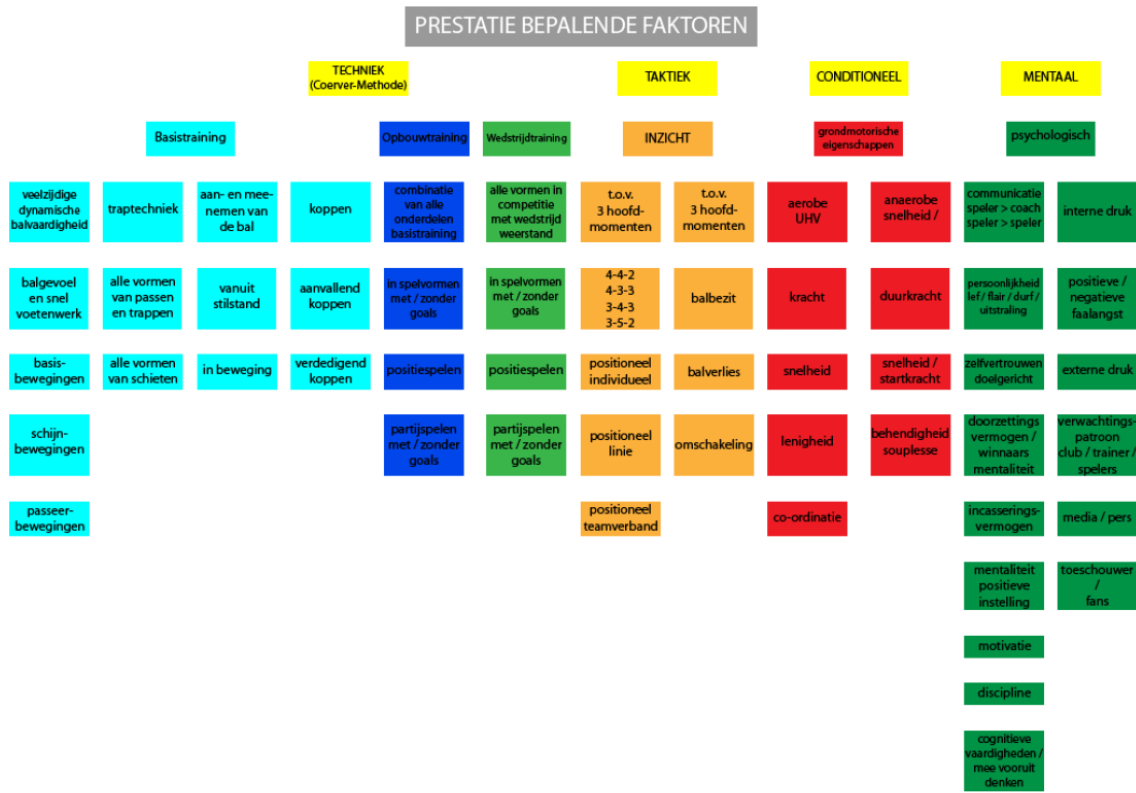 PRESTATIE BEPALENDE FAKTOREN
TECHNIEK
(Coerver-Methode)
TAKTIEK
CONDITIONEEL
MENTAAL
Basistraining
Opbouwtraining
Wedstrijdtraining
INZICHT
grondmotorische
eigenschappen
psychologisch
veelzijdige
dynamische
balvaardigheid
traptechniek
aan- en mee-
nemen van
de bal
koppen
combinatie
van alle
onderdelen
basistraining
alle vormen in
competitie
met wedstrijd
weerstand
t.o.v.
3 hoofd-
momenten
t.o.v.
3 hoofd-
momenten
aerobe
UHV
anaerobe
snelheid /
communicatie
speler > coach
speler > speler
interne druk
balgevoel
en snel
voetenwerk
alle vormen
van passen
en trappen
vanuit
stilstand
aanvallend
koppen
in spelvormen
met / zonder
goals
in spelvormen
met / zonder
goals
4-4-2
4-3-3
3-4-3
3-5-2
balbezit
kracht
duurkracht
persoonlijkheid
lef / flair / durf /
uitstraling
positieve /
negatieve
faalangst
basis-
bewegingen
alle vormen
van schieten
in beweging
verdedigend
koppen
positiespelen
positiespelen
positioneel
individueel
balverlies
snelheid
snelheid /
startkracht
zelfvertrouwen
doelgericht
externe druk
schijn-
bewegingen
partijspelen
met / zonder
goals
partijspelen
met / zonder
goals
positioneel
linie
omschakeling
lenigheid
behendigheid
souplesse
doorzettings
vermogen /
winnaars
mentaliteit
verwachtings-
patroon
club / trainer /
spelers
passeer-
bewegingen
positioneel
teamverband
co-ordinatie
incasserings-
vermogen
media / pers
mentaliteit
positieve
instelling
toeschouwer
/
fans
motivatie
discipline
cognitieve
vaardigheden /
mee vooruit
denken